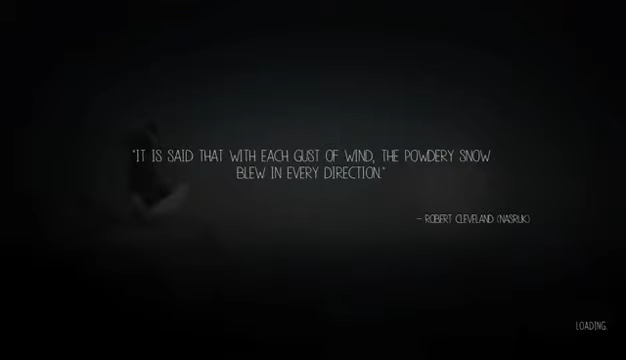 "IT IS SAID THAT WITH EACH GUST OF WIND, THE POWDERY SNOW
BLEW IN EVERY DIRECTION."
- ROBERT CLEVELAND (NASRUK)
LOADING.